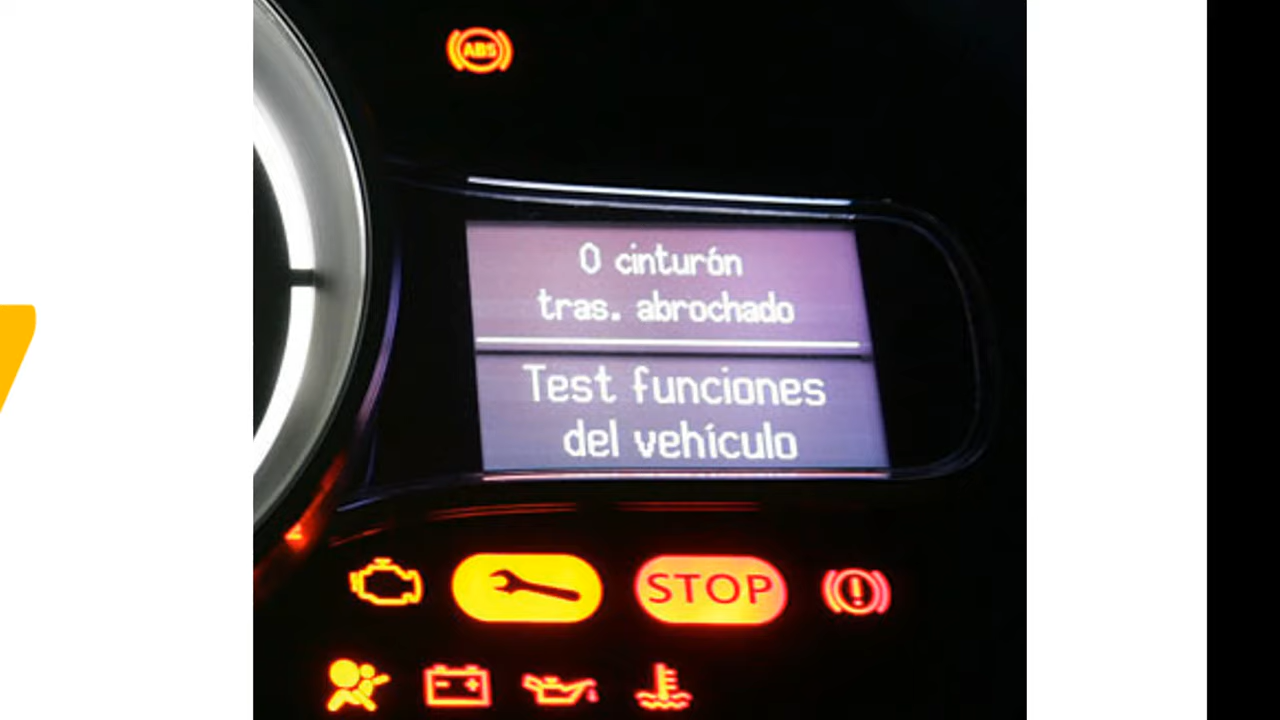 ABS
0 cinturón
tras. abrochado
Test funciones
del vehículo
STOP